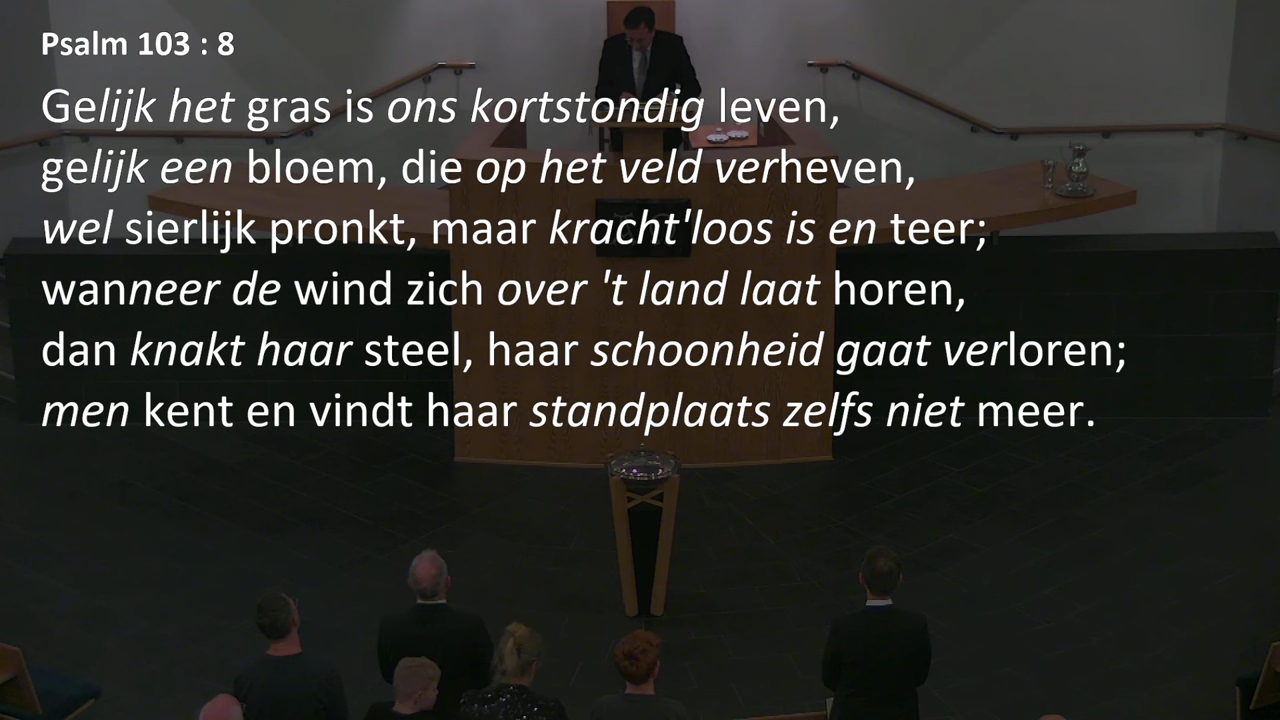 Psalm 103 : 8
Gelijk het gras is ons kortstondig leven,
gelijk een bloem, die op het veld verheven,
wel sierlijk pronkt, maar kracht'loos is en teer;
wanneer de wind zich over 't land laat horen,
dan knakt haar steel, haar schoonheid gaat verloren;
men kent en vindt haar standplaats zelfs niet meer.